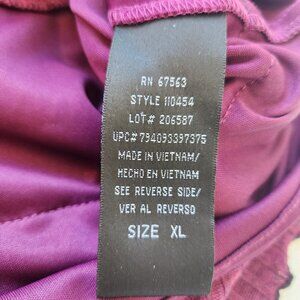 RN 67563
STYLE 110454
LOT# 206587
UPC# 794093397375
MADE IN VIETNAM/
HECHO EN VIETNAM
SEE REVERSE SIDE/
VER AL REVERSO
SIZE XL